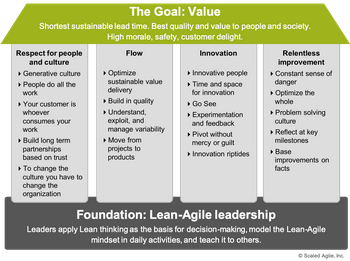 The Goal: Value
Shortest sustainable lead time. Best quality and value to people and society.
High morale, safety, customer delight.
Respect for people
and culture
▸ Generative culture
▸ People do all the
work
▸ Your customer is
whoever
consumes your
work
▸ Build long term
partnerships
based on trust
▸ To change the
culture you have to
change the
organization
Flow
▸ Optimize
sustainable value
delivery
▸ Build in quality
▸ Understand,
exploit, and
manage variability
▸ Move from
projects to
products
Innovation
▸ Innovative people
▸ Time and space
for innovation
▸ Go See
▸ Experimentation
and feedback
▸ Pivot without
mercy or guilt
▸ Innovation riptides
Relentless
improvement
▸ Constant sense of
danger
▸ Optimize the
whole
▸ Problem solving
culture
▸ Reflect at key
milestones
▸ Base
improvements on
facts
Foundation: Lean-Agile leadership
Leaders apply Lean thinking as the basis for decision-making, model the Lean-Agile
mindset in daily activities, and teach it to others.
© Scaled Agile, Inc.